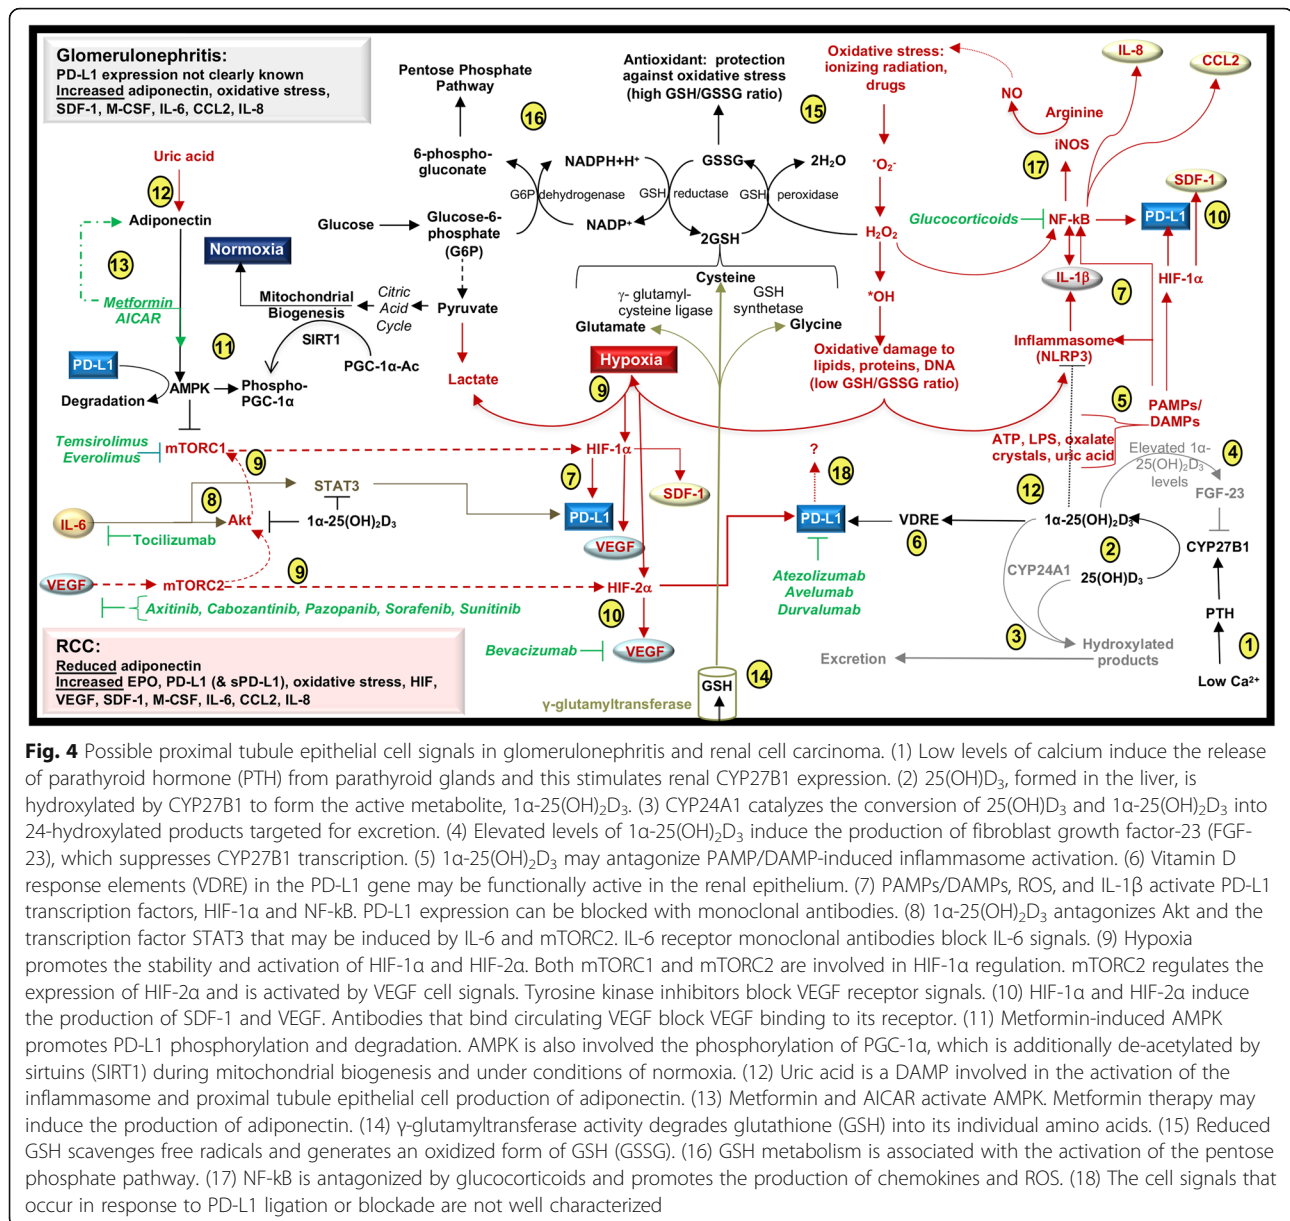 Glomerulonephritis:
PD-L1 expression not clearly known
Increased adiponectin, oxidative stress,
SDF-1, M-CSF, IL-6, CCL2, IL-8
Pentose Phosphate
Pathway
16
Antioxidant: protection
against oxidative stress
(high GSH/GSSG ratio)
15
Oxidative stress:
ionizing radiation,
drugs
NO
Arginine
iNOS
17
IL-8
CCL2
SDF-1
10
Uric acid
12
Adiponectin
13
Metformin
AICAR
11
6-phospho-
gluconate
NADPH+H⁺
GSSG
2H₂O
G6P dehydrogenase
GSH reductase
GSH peroxidase
Glucose
Glucose-6-
phosphate
(G6P)
NADP⁺
2GSH
*O₂-
H₂O₂
*OH
Glucocorticoids
NF-kB
PD-L1
IL-1β
7
HIF-1α
Normoxia
Mitochondrial
Biogenesis
Citric
Acid
Cycle
Pyruvate
SIRT1
PGC-1α-Ac
Lactate
Cysteine
γ- glutamyl-
cysteine ligase
GSH
synthetase
Glutamate
Glycine
Hypoxia
9
Oxidative damage to
lipids, proteins, DNA
(low GSH/GSSG ratio)
Inflammasome
(NLRP3)
5
PAMPs/
DAMPs
ATP, LPS, oxalate
crystals, uric acid
PD-L1
Degradation
AMPK
Phospho-
PGC-1α
Temsirolimus
Everolimus
mTORC1
9
HIF-1α
7
SDF-1
PD-L1
VEGF
?
18
PD-L1
VDRE
6
12
1α-25(OH)₂D₃
Elevated 1α-
25(OH)₂D₃
levels
4
FGF-23
CYP27B1
2
25(OH)D₃
CYP24A1
PTH
1
Low Ca²⁺
3
Hydroxylated
products
Excretion
8
STAT3
IL-6
Akt
1α-25(OH)₂D₃
Tocilizumab
VEGF
mTORC2
9
HIF-2α
10
Axitinib, Cabozantinib, Pazopanib, Sorafenib, Sunitinib
Atezolizumab
Avelumab
Durvalumab
Bevacizumab
VEGF
RCC:
Reduced adiponectin
Increased EPO, PD-L1 (& sPD-L1), oxidative stress, HIF,
VEGF, SDF-1, M-CSF, IL-6, CCL2, IL-8
γ-glutamyltransferase
GSH
14
Fig. 4 Possible proximal tubule epithelial cell signals in glomerulonephritis and renal cell carcinoma. (1) Low levels of calcium induce the release
of parathyroid hormone (PTH) from parathyroid glands and this stimulates renal CYP27B1 expression. (2) 25(OH)D₃, formed in the liver, is
hydroxylated by CYP27B1 to form the active metabolite, 1α-25(OH)₂D₃. (3) CYP24A1 catalyzes the conversion of 25(OH)D₃ and 1α-25(OH)₂D₃ into
24-hydroxylated products targeted for excretion. (4) Elevated levels of 1α-25(OH)₂D₃ induce the production of fibroblast growth factor-23 (FGF-
23), which suppresses CYP27B1 transcription. (5) 1α-25(OH)₂D₃ may antagonize PAMP/DAMP-induced inflammasome activation. (6) Vitamin D
response elements (VDRE) in the PD-L1 gene may be functionally active in the renal epithelium. (7) PAMPs/DAMPs, ROS, and IL-1β activate PD-L1
transcription factors, HIF-1α and NF-kB. PD-L1 expression can be blocked with monoclonal antibodies. (8) 1α-25(OH)₂D₃ antagonizes Akt and the
transcription factor STAT3 that may be induced by IL-6 and mTORC2. IL-6 receptor monoclonal antibodies block IL-6 signals. (9) Hypoxia
promotes the stability and activation of HIF-1α and HIF-2α. Both mTORC1 and mTORC2 are involved in HIF-1α regulation. mTORC2 regulates the
expression of HIF-2α and is activated by VEGF cell signals. Tyrosine kinase inhibitors block VEGF receptor signals. (10) HIF-1α and HIF-2α induce
the production of SDF-1 and VEGF. Antibodies that bind circulating VEGF block VEGF binding to its receptor. (11) Metformin-induced AMPK
promotes PD-L1 phosphorylation and degradation. AMPK is also involved the phosphorylation of PGC-1α, which is additionally de-acetylated by
sirtuins (SIRT1) during mitochondrial biogenesis and under conditions of normoxia. (12) Uric acid is a DAMP involved in the activation of the
inflammasome and proximal tubule epithelial cell production of adiponectin. (13) Metformin and AICAR activate AMPK. Metformin therapy may
induce the production of adiponectin. (14) γ-glutamyltransferase activity degrades glutathione (GSH) into its individual amino acids. (15) Reduced
GSH scavenges free radicals and generates an oxidized form of GSH (GSSG). (16) GSH metabolism is associated with the activation of the pentose
phosphate pathway. (17) NF-kB is antagonized by glucocorticoids and promotes the production of chemokines and ROS. (18) The cell signals that
occur in response to PD-L1 ligation or blockade are not well characterized